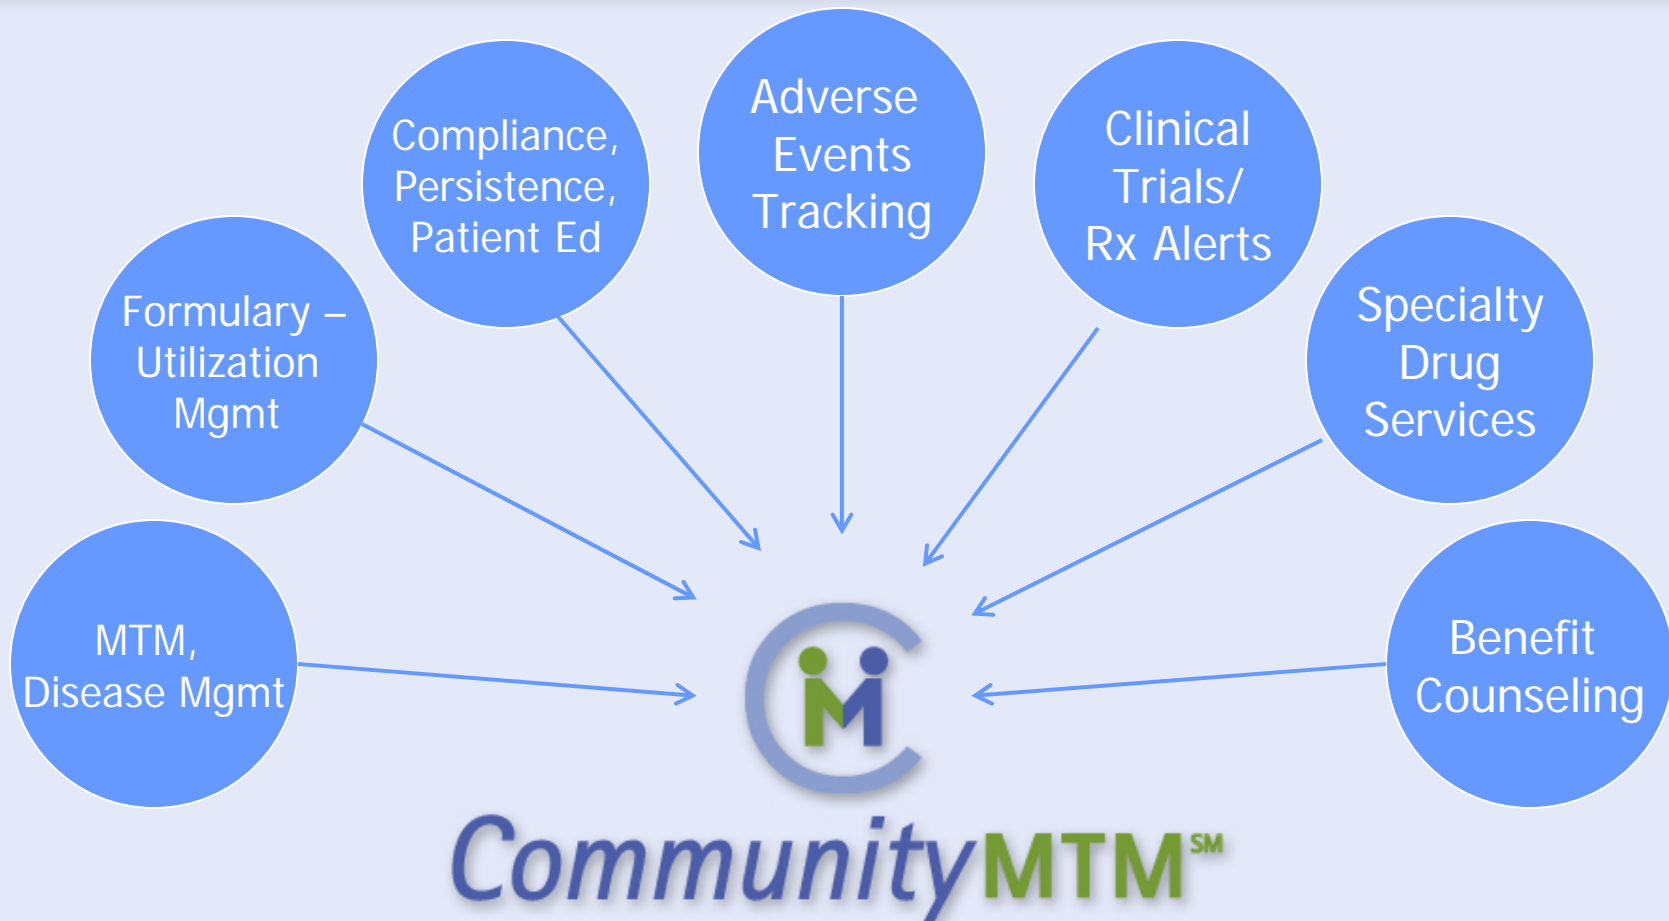 Adverse
Events
Tracking
Compliance,
Persistence,
Patient Ed
Clinical
Trials/
Rx Alerts
Formulary –
Utilization
Mgmt
Specialty
Drug
Services
MTM,
Disease Mgmt
Benefit
Counseling
CommunityMTM℠